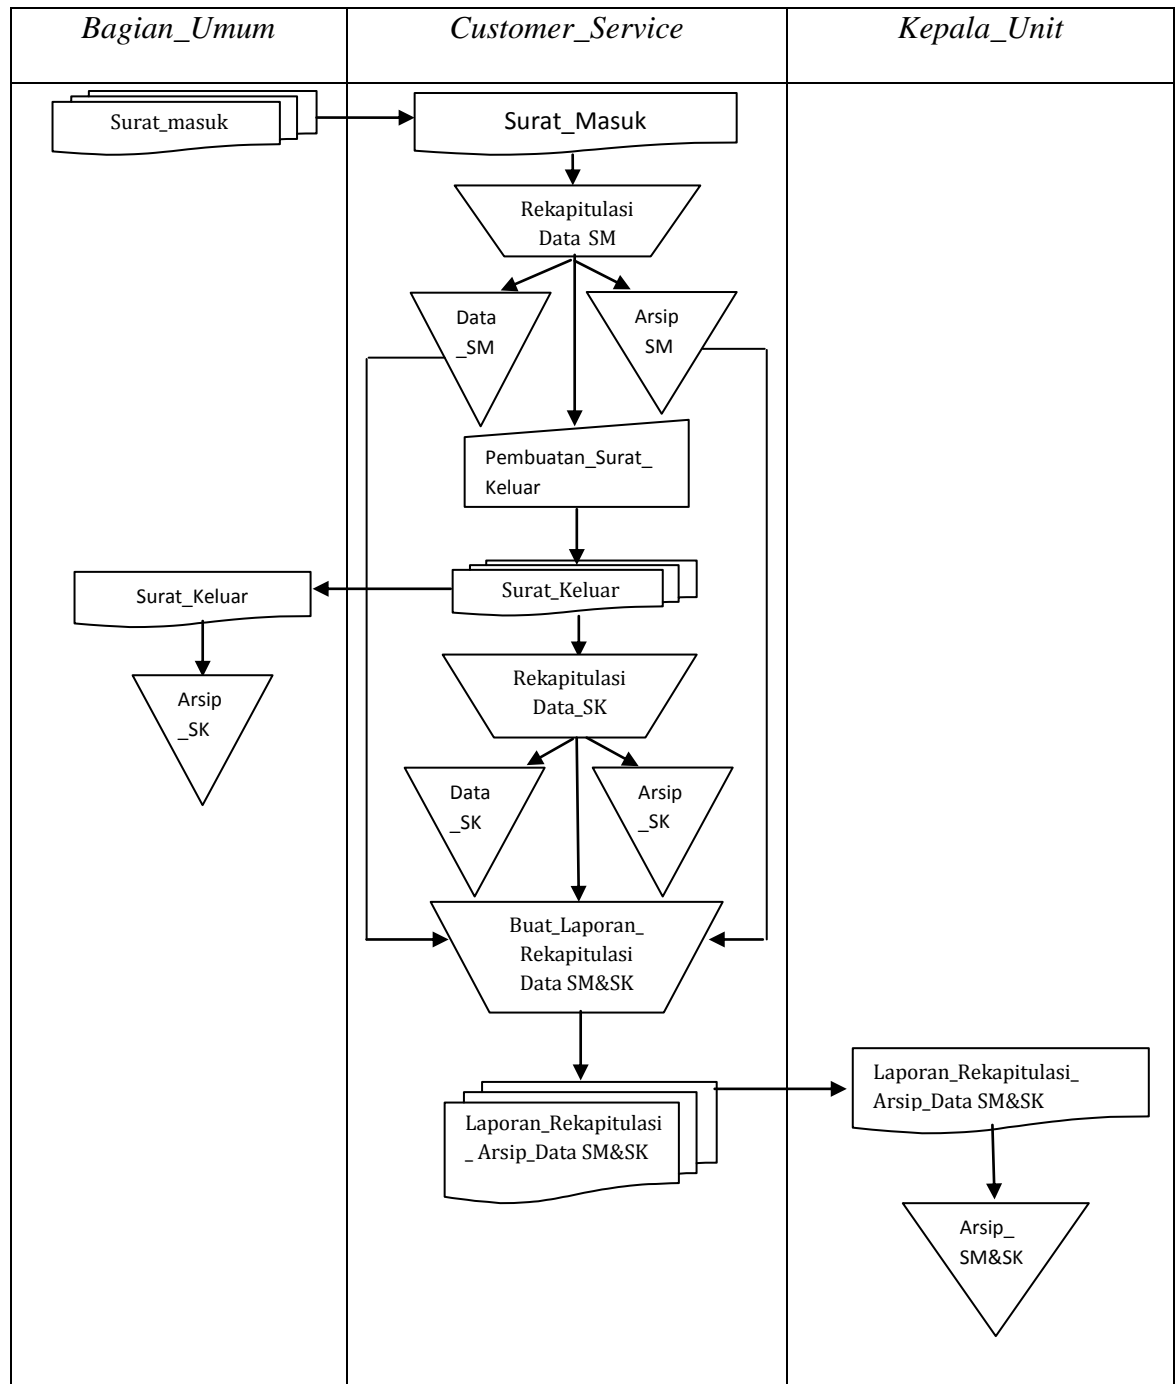 Bagian_Umum
Customer_Service
Kepala_Unit
Surat_masuk
Surat_Masuk
Rekapitulasi
Data SM
Data
_SM
Arsip
SM
Pembuatan_Surat_
Keluar
Surat_Keluar
Surat_Keluar
Arsip
_SK
Rekapitulasi
Data_SK
Data
_SK
Arsip
_SK
Buat_Laporan_
Rekapitulasi
Data SM&SK
Laporan_Rekapitulasi
_ Arsip_Data SM&SK
Laporan_Rekapitulasi_
Arsip_Data SM&SK
Arsip_
SM&SK